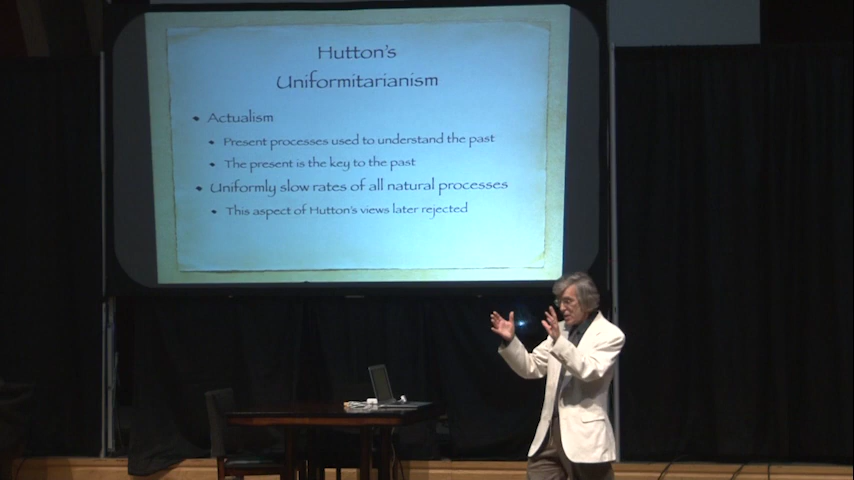 Hutton's
Uniformitarianism
• Actualism
• Present processes used to understand the past
• The present is the key to the past
• Uniformly slow rates of all natural processes
• This aspect of Hutton's views later rejected